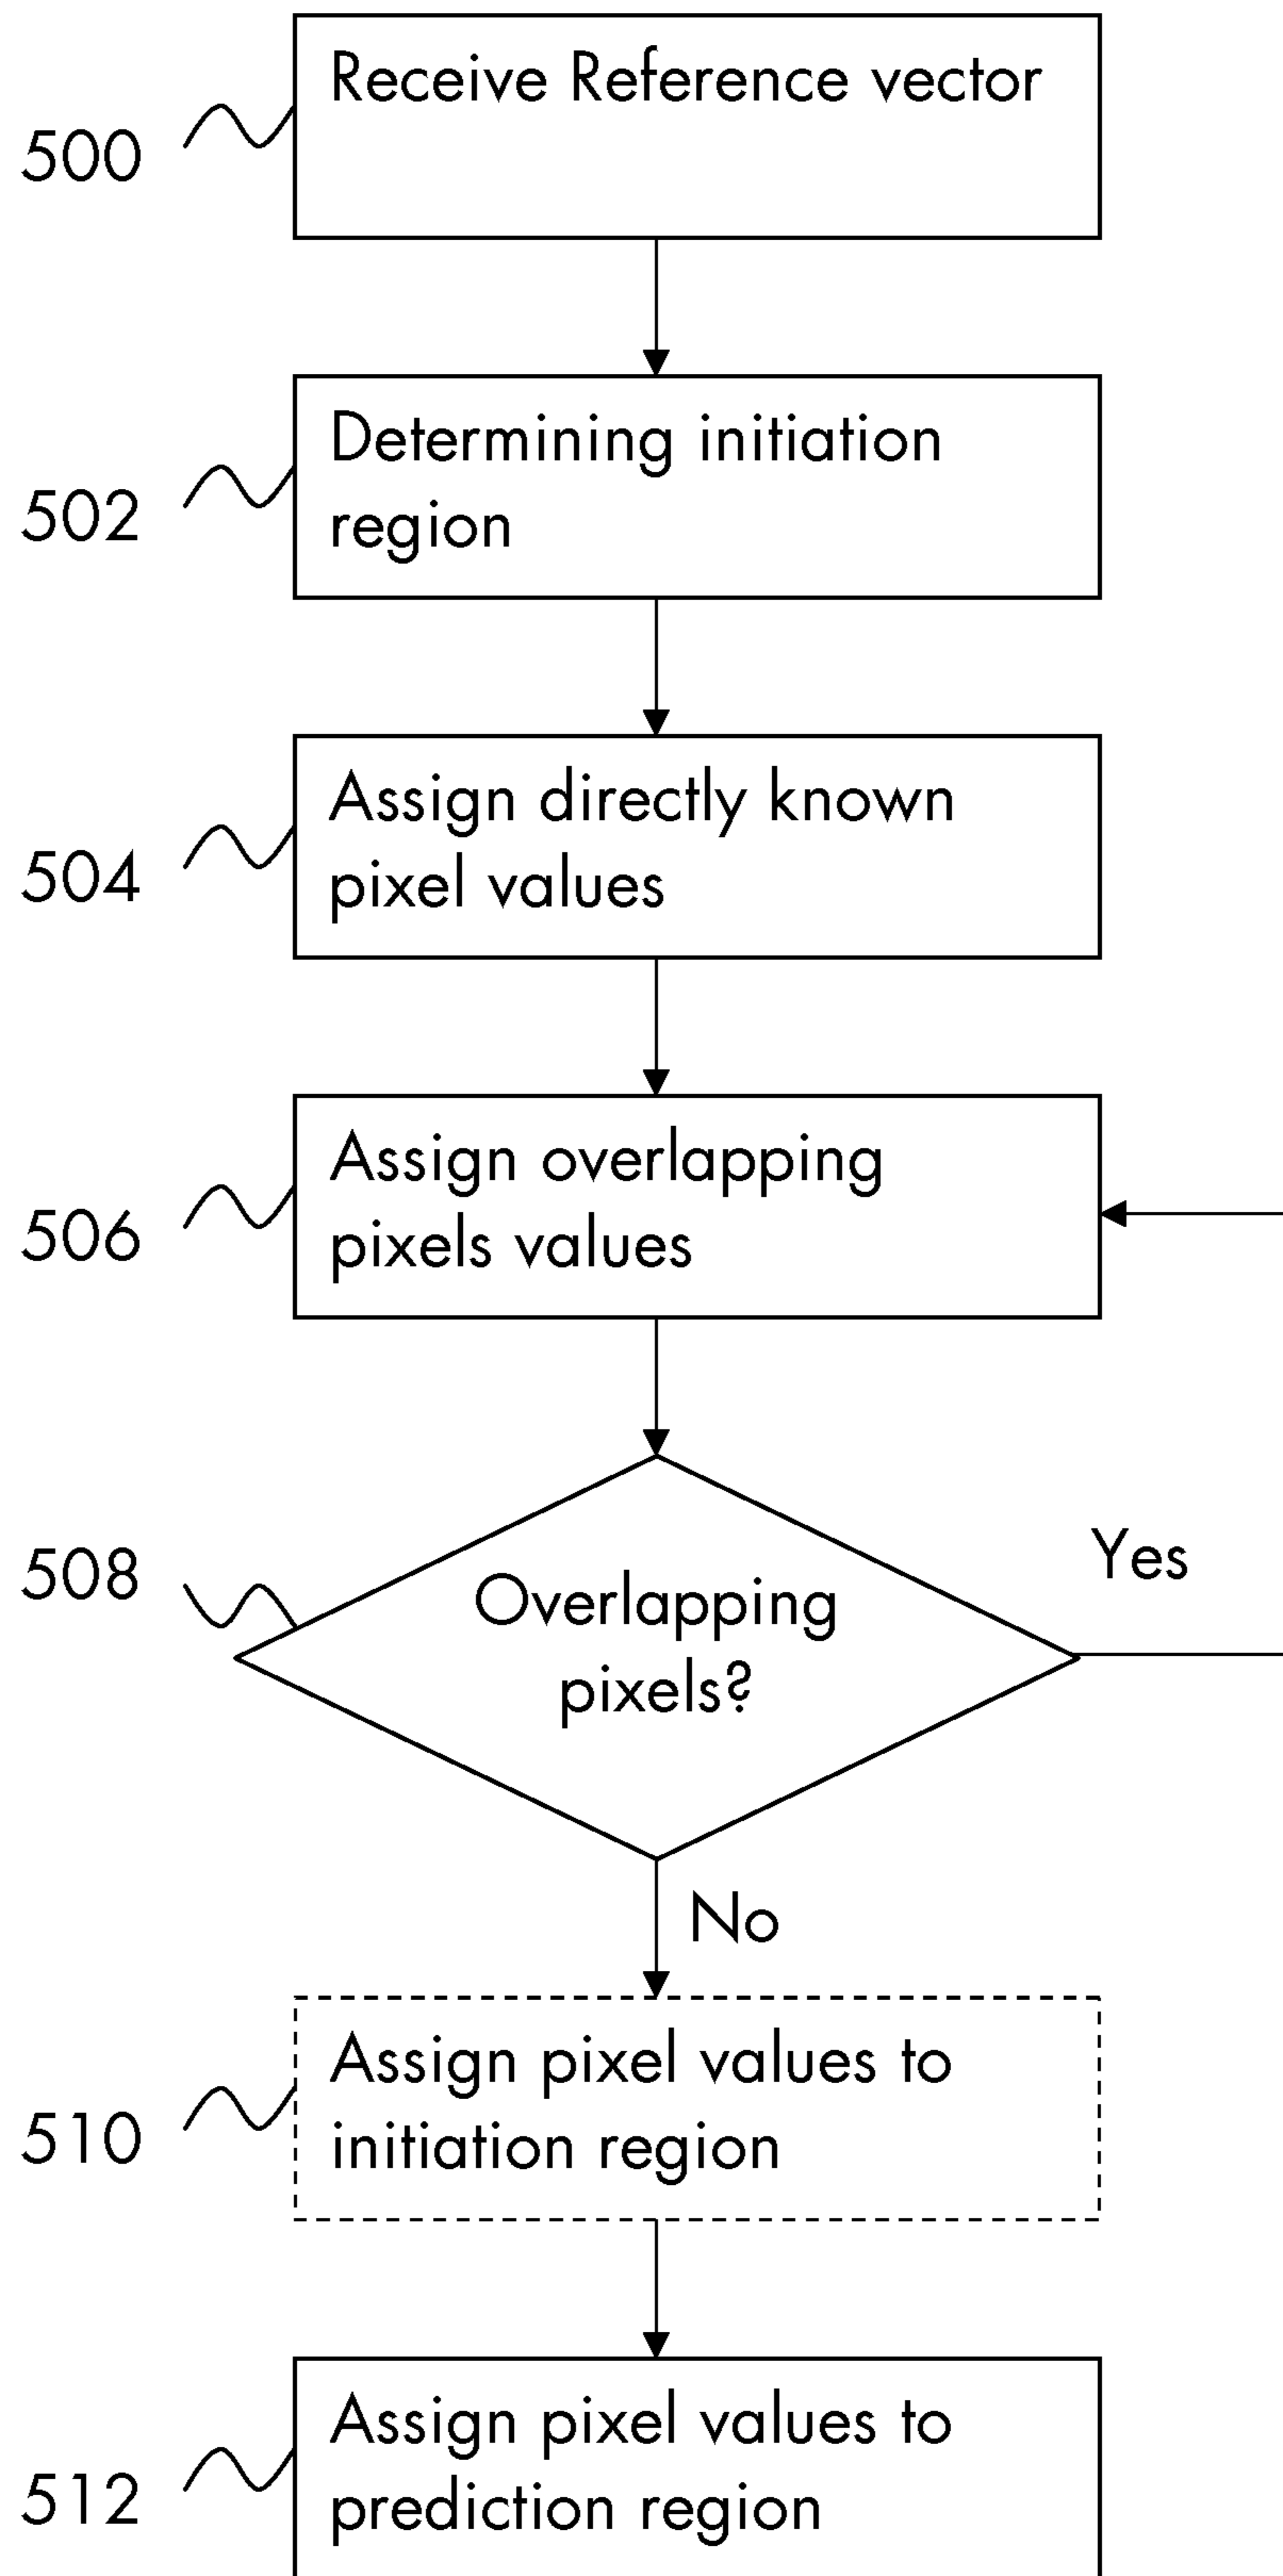 Receive Reference vector
500
Determining initiation
region
502
Assign directly known
pixel values
504
Assign overlapping
pixels values
506
508
Overlapping
pixels?
Yes
No
Assign pixel values to
initiation region
510
Assign pixel values to
prediction region
512